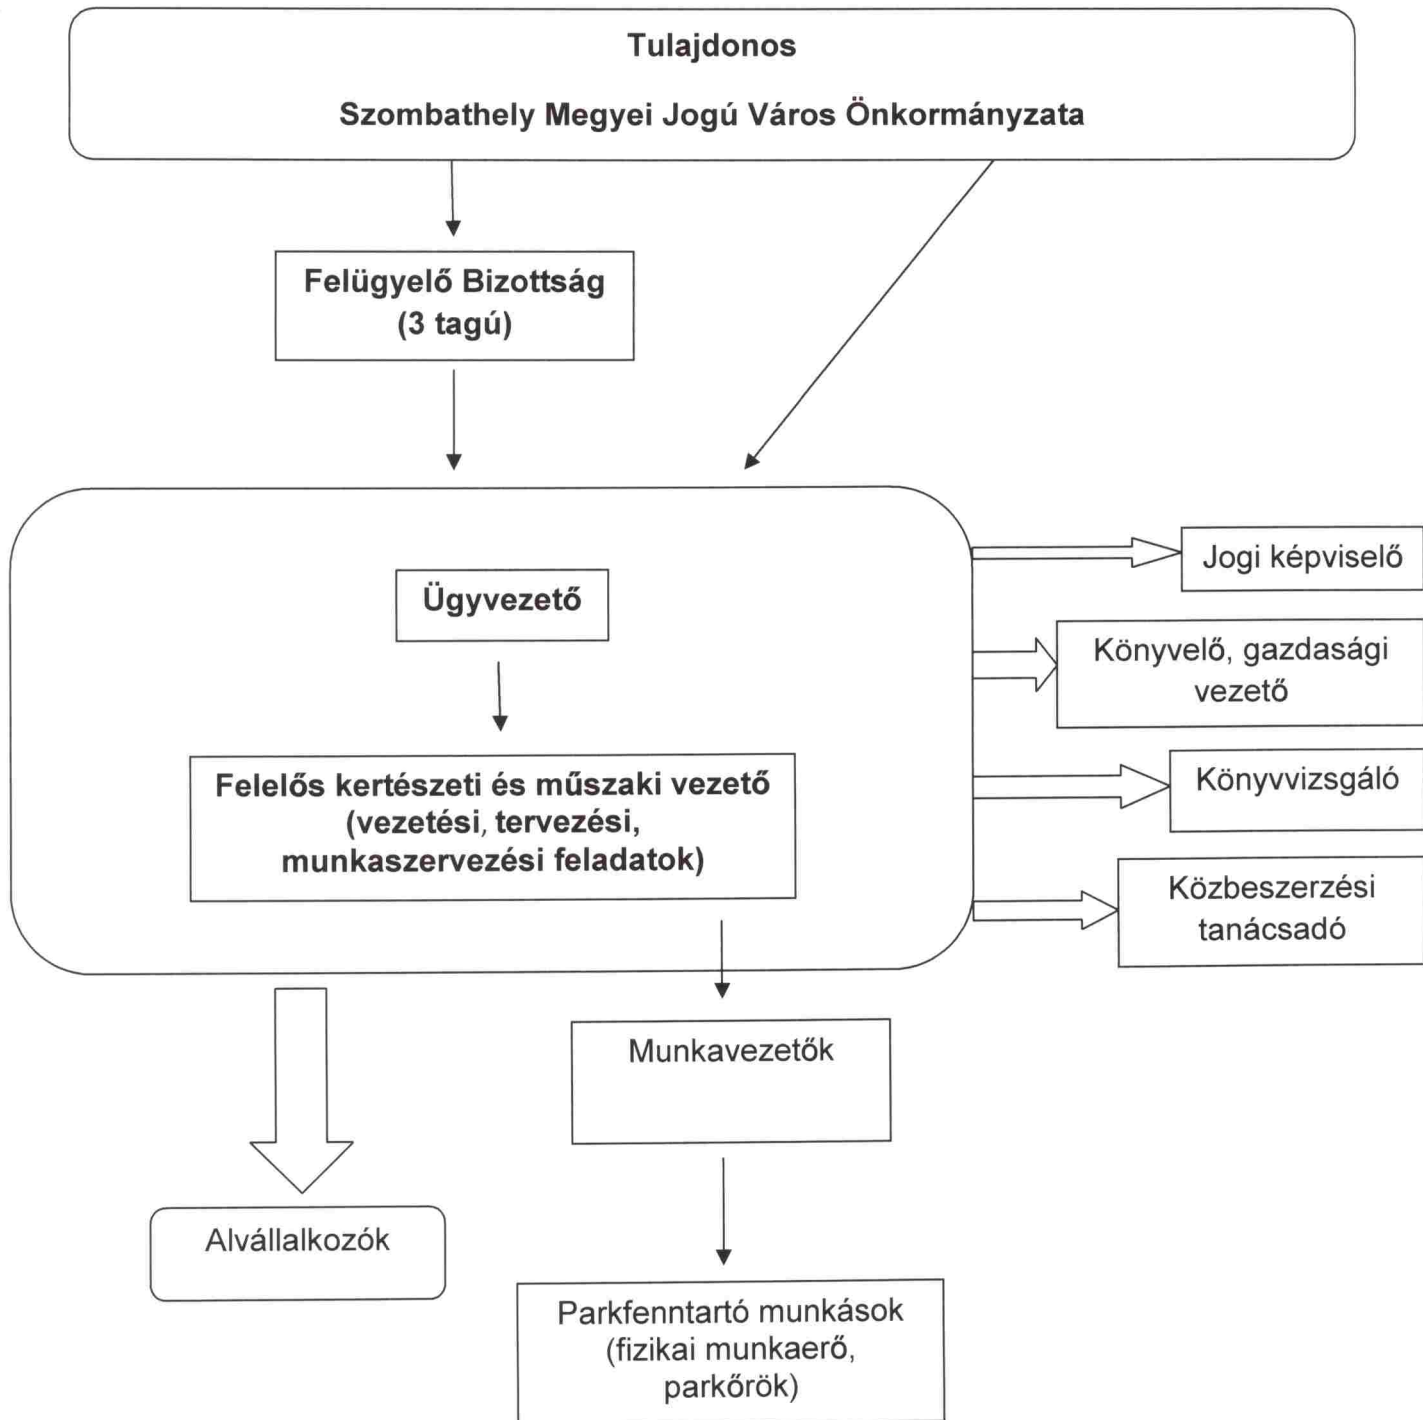 Tulajdonos
Szombathely Megyei Jogú Város Önkormányzata
Felügyelő Bizottság
(3 tagú)
Ügyvezető
Felelős kertészeti és műszaki vezető
(vezetési, tervezési,
munkaszervezési feladatok)
Jogi képviselő
Könyvelő, gazdasági
vezető
Könyvvizsgáló
Közbeszerzési
tanácsadó
Munkavezetők
Alvállalkozók
Parkfenntartó munkások
(fizikai munkaerő,
parkőrök)